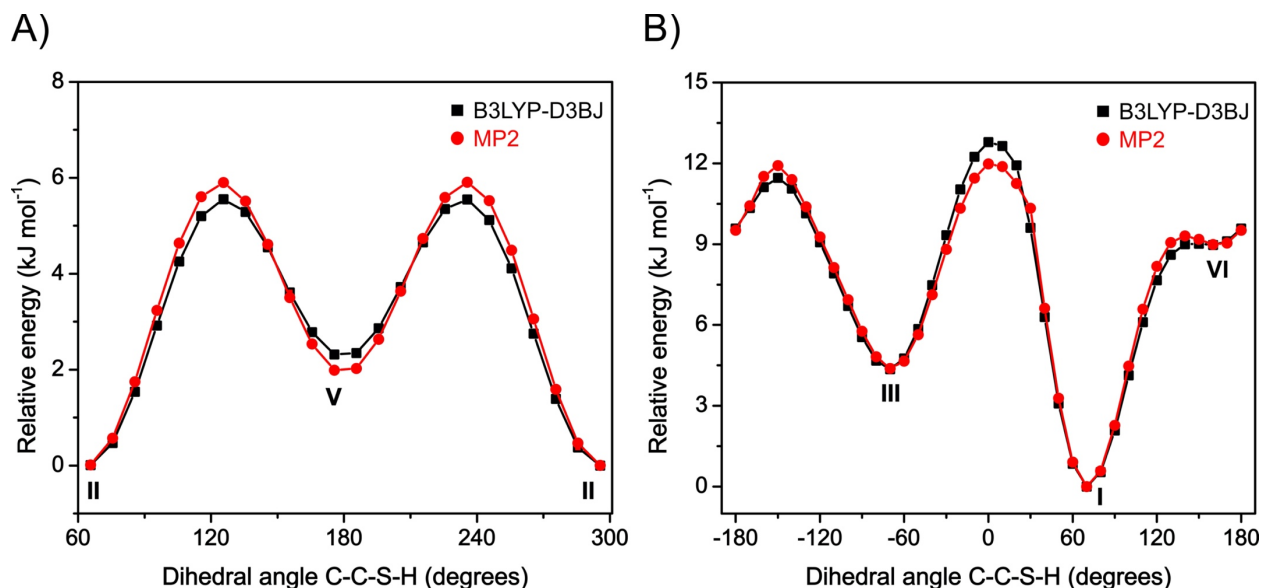 A)
8
6
4
2
0
60
120
180
240
300
Relative energy (kJ mol⁻¹)
Dihedral angle C-C-S-H (degrees)
B3LYP-D3BJ
MP2
II
V
II
B)
15
12
9
6
3
0
-180
-120
-60
0
60
120
180
Relative energy (kJ mol⁻¹)
Dihedral angle C-C-S-H (degrees)
B3LYP-D3BJ
MP2
III
I
VI